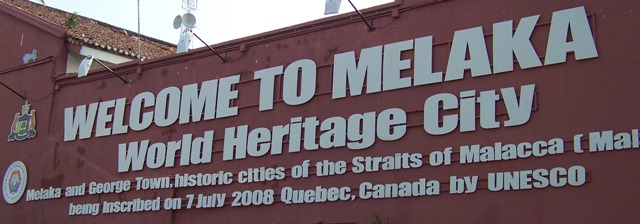 WELCOME TO MELAKA
World Heritage City
Melaka and George Town, historic cities of the Straits of Malacca ( Mal
being inscribed on 7 July 2008 Quebec, Canada by UNESCO